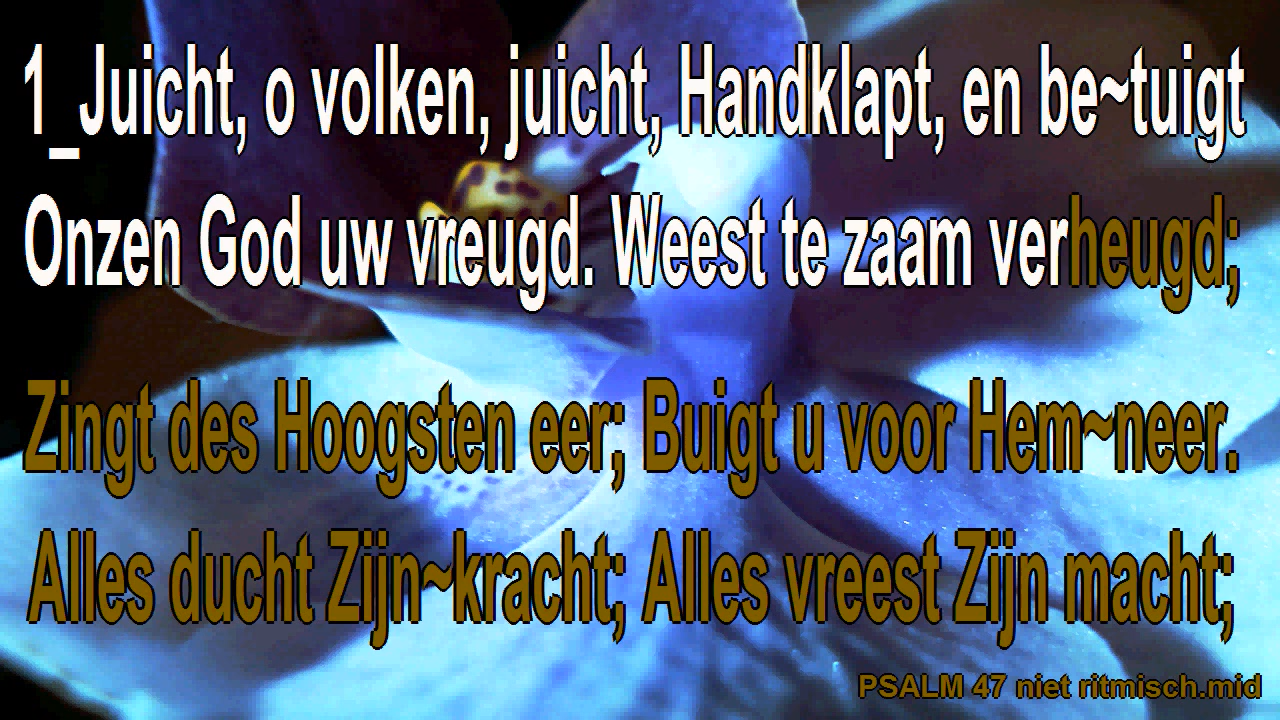 1_Juicht, o volken, juicht, Handklapt, en be~tuigt
Onzen God uw vreugd. Weest te zaam verheugd;
Zingt des Hoogsten eer; Buigt u voor Hem~neer.
Alles ducht Zijn~kracht; Alles vreest Zijn macht;
PSALM 47 niet ritmisch.mid